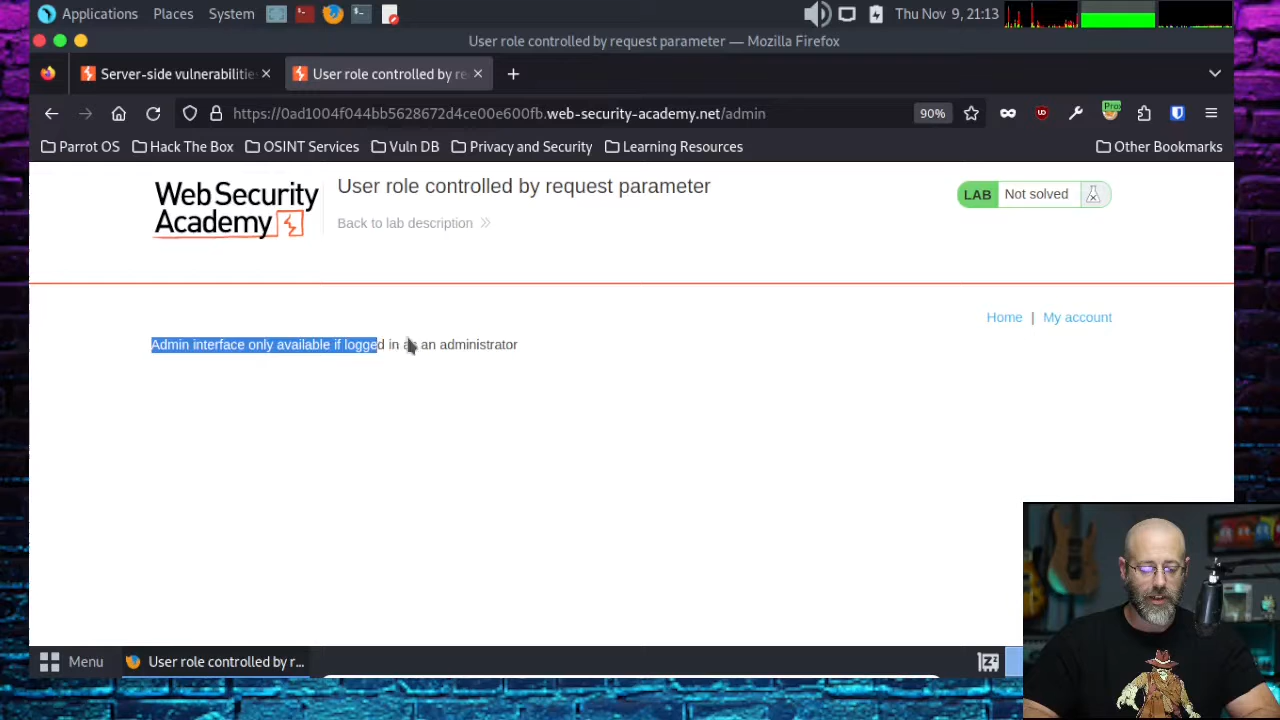 Applications Places System
Thu Nov 9, 21:13
User role controlled by request parameter — Mozilla Firefox
Server-side vulnerabilities
User role controlled by re
https://0ad1004f044bb5628672d4ce00e600fb.web-security-academy.net/admin
90%
Prox
Parrot OS Hack The Box OSINT Services Vuln DB Privacy and Security Learning Resources Other Bookmarks
Web Security Academy
User role controlled by request parameter
Back to lab description
LAB Not solved
Home | My account
Admin interface only available if logged in as an administrator
Menu User role controlled by r...